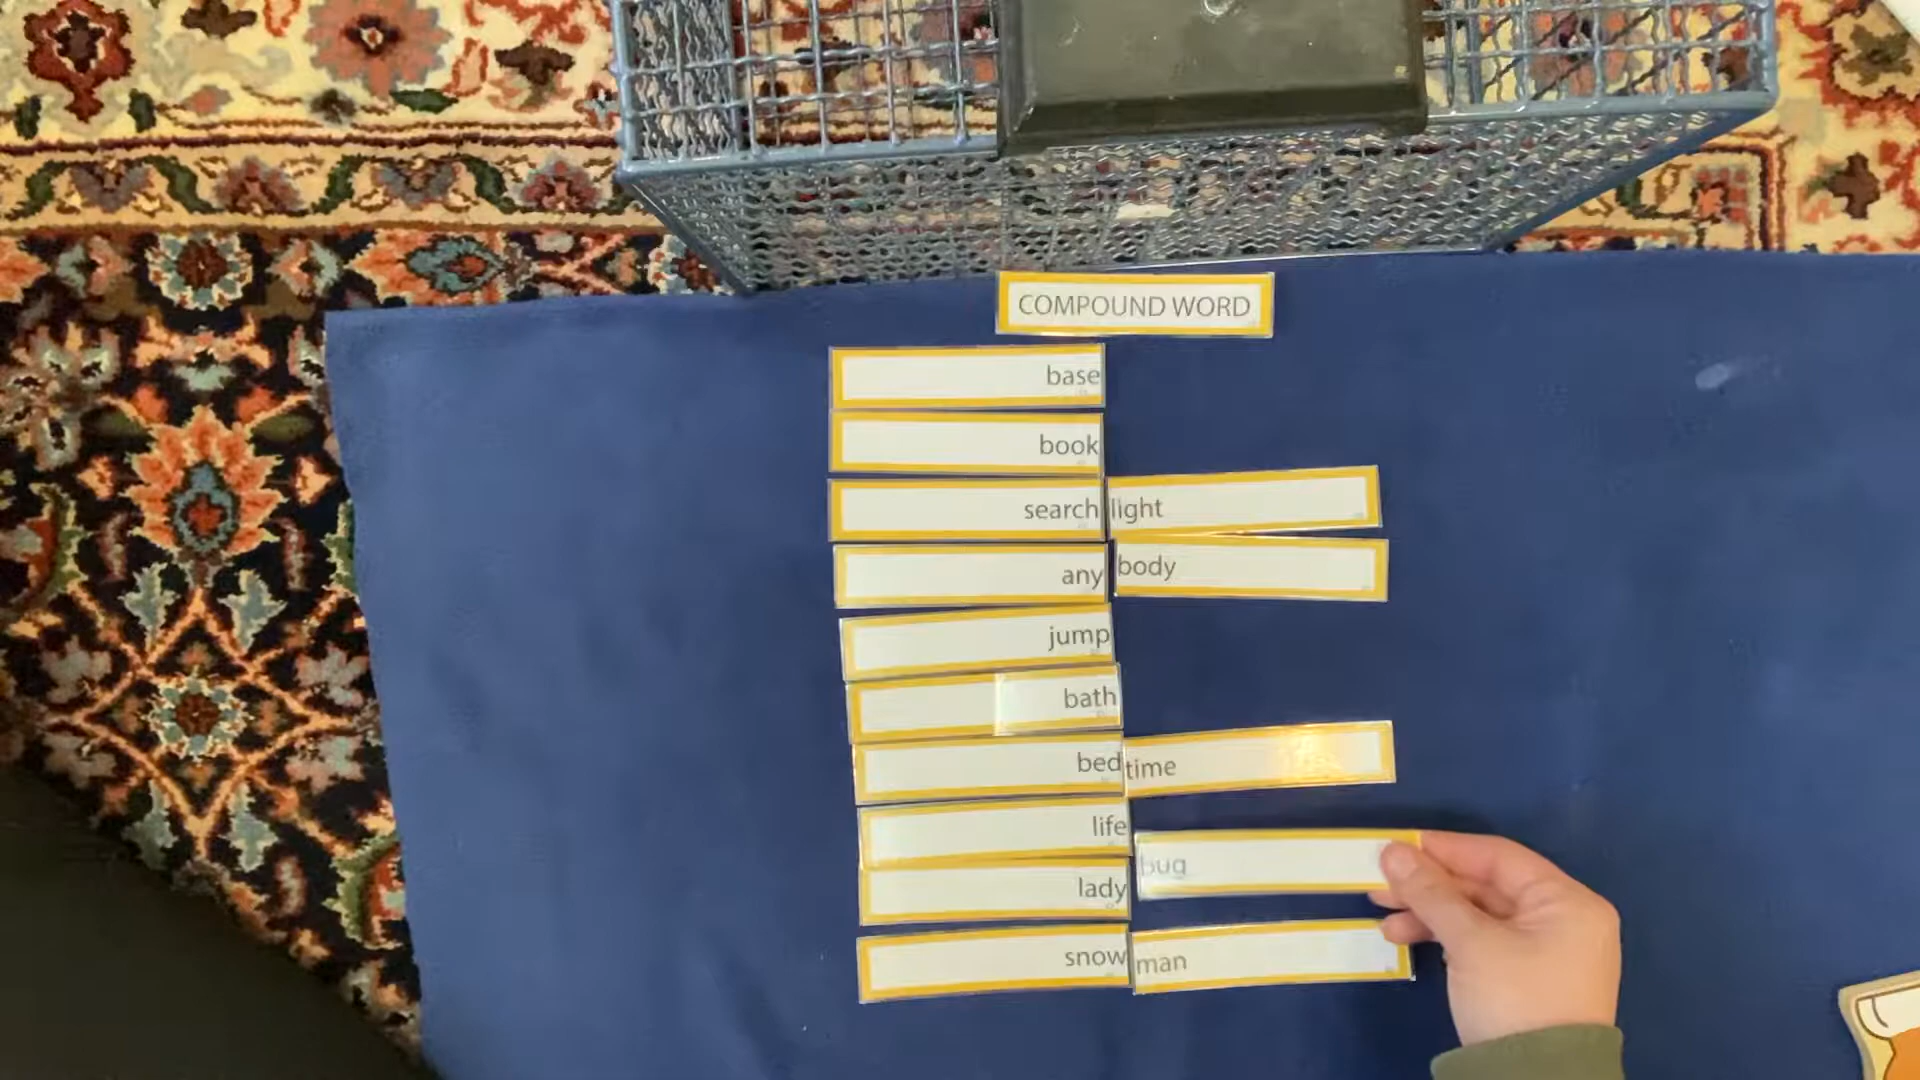 COMPOUND WORD
base
book
search light
any body
jump
bath
bed time
life
bug
lady
snow man